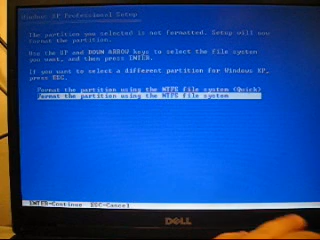 Windows XP Professional Setup
The partition you selected is not formatted. Setup will now
format the partition.
Use the UP and DOWN ARROW keys to select the file system
you want, and then press ENTER.
If you want to select a different partition for Windows XP,
press ESC.
Format the partition using the NTFS file system (Quick)
Format the partition using the NTFS file system
ENTER=Continue ESC=Cancel
DELL